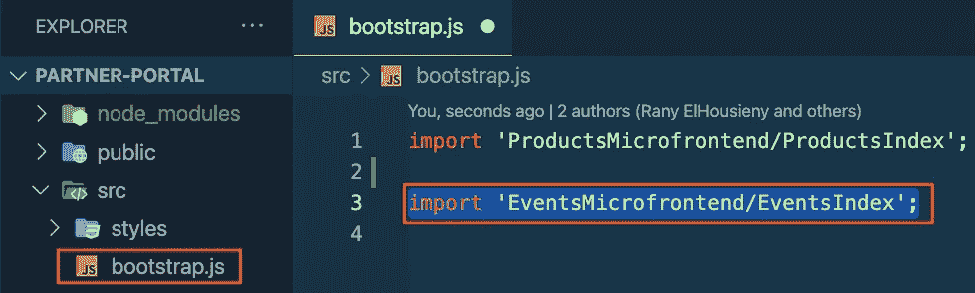 EXPLORER ...
PARTNER-PORTAL
node_modules
public
src
styles
JS bootstrap.js
JS bootstrap.js
src > JS bootstrap.js
You, seconds ago | 2 authors (Rany ElHousieny and others)
1 import 'ProductsMicrofrontend/ProductsIndex';
2
3 import 'EventsMicrofrontend/EventsIndex';
4